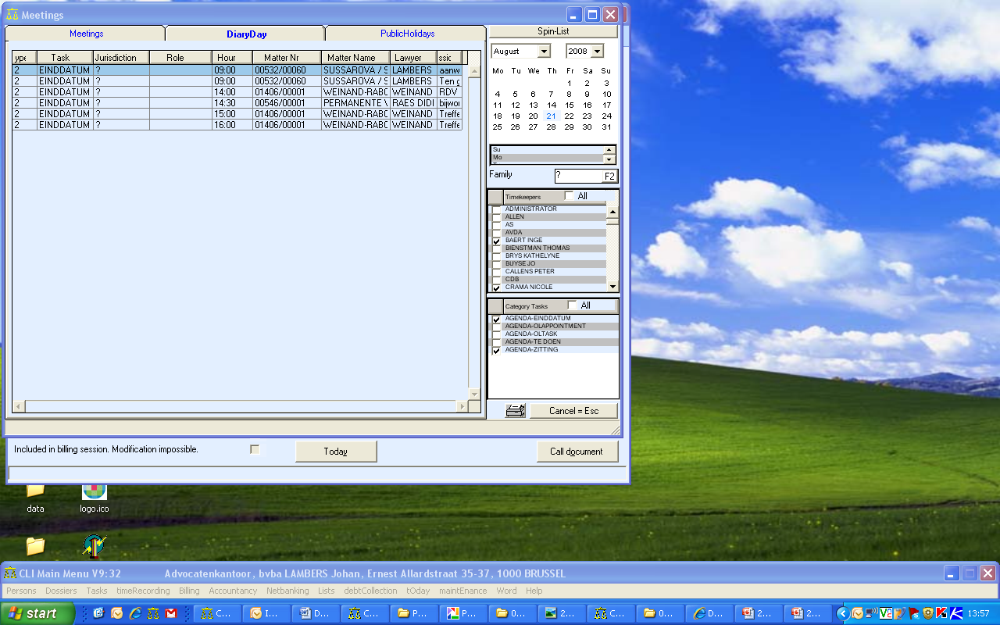 Meetings
Meetings DiaryDay PublicHolidays
Task Jurisdiction Role Hour Matter Nr Matter Name Lawyer
2 EINDDATUM ? 09:00 00532/00060 SUSSAROVA / S LAMBERS aanw
2 EINDDATUM ? 09:00 00532/00060 SUSSAROVA / S LAMBERS Ten g
2 EINDDATUM ? 14:00 01406/00001 WEINAND-RABO WEINAND RDV
2 EINDDATUM ? 14:30 00546/00001 PERMANENTE V RAES DIDI bijwor
2 EINDDATUM ? 15:00 01406/00001 WEINAND-RABO WEINAND Treffe
2 EINDDATUM ? 16:00 01406/00001 WEINAND-RABO WEINAND Treffe
Spin-List
August 2008
Mo Tu We Th Fr Sa Su
1 2 3
4 5 6 7 8 9 10
11 12 13 14 15 16 17
18 19 20 21 22 23 24
25 26 27 28 29 30 31
Su
Mo
Family ? F2
Timekeepers All
ADMINISTRATOR
ALLEN
AS
AVDA
BAERT INGE
BIENSTMAN THOMAS
BRYS KATHELYNE
BUYSE JO
CALLENS PETER
CDB
CRAMA NICOLE
Category Tasks All
AGENDA-EINDDATUM
AGENDA-OLAPPOINTMENT
AGENDA-OLTASK
AGENDA-TE DOEN
AGENDA-ZITTING
Cancel = Esc
Included in billing session. Modification impossible. Today Call document
data logo.ico
CLI Main Menu V9:32 Advocatenkantoor, bvba LAMBERS Johan, Ernest Allardstraat 35-37, 1000 BRUSSEL
Persons Dossiers Tasks timeRecording Billing Accountancy Netbanking Lists debtCollection tOday maintEnance Word Help
start C... I... D... C... P... P... 0... 2... C... 0... D... 2... 2... 13:57